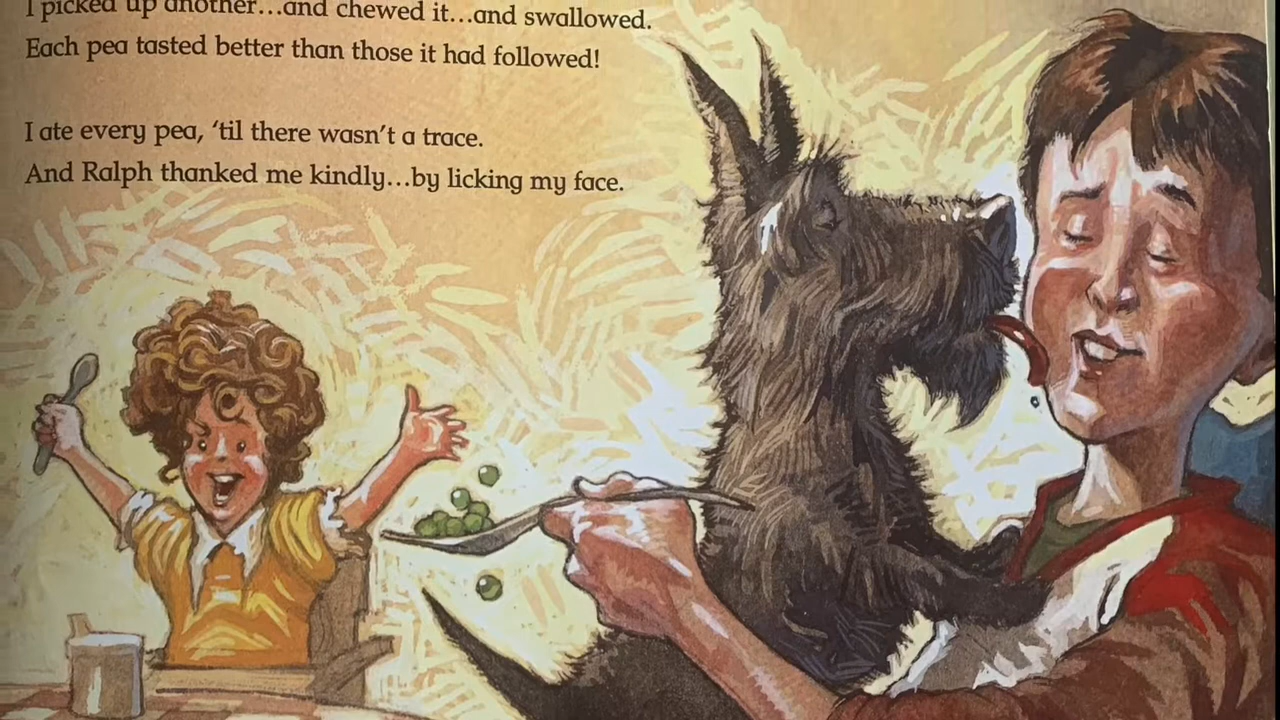 I picked up another…and chewed it…and swallowed.
Each pea tasted better than those it had followed!
I ate every pea, ‘til there wasn’t a trace.
And Ralph thanked me kindly…by licking my face.